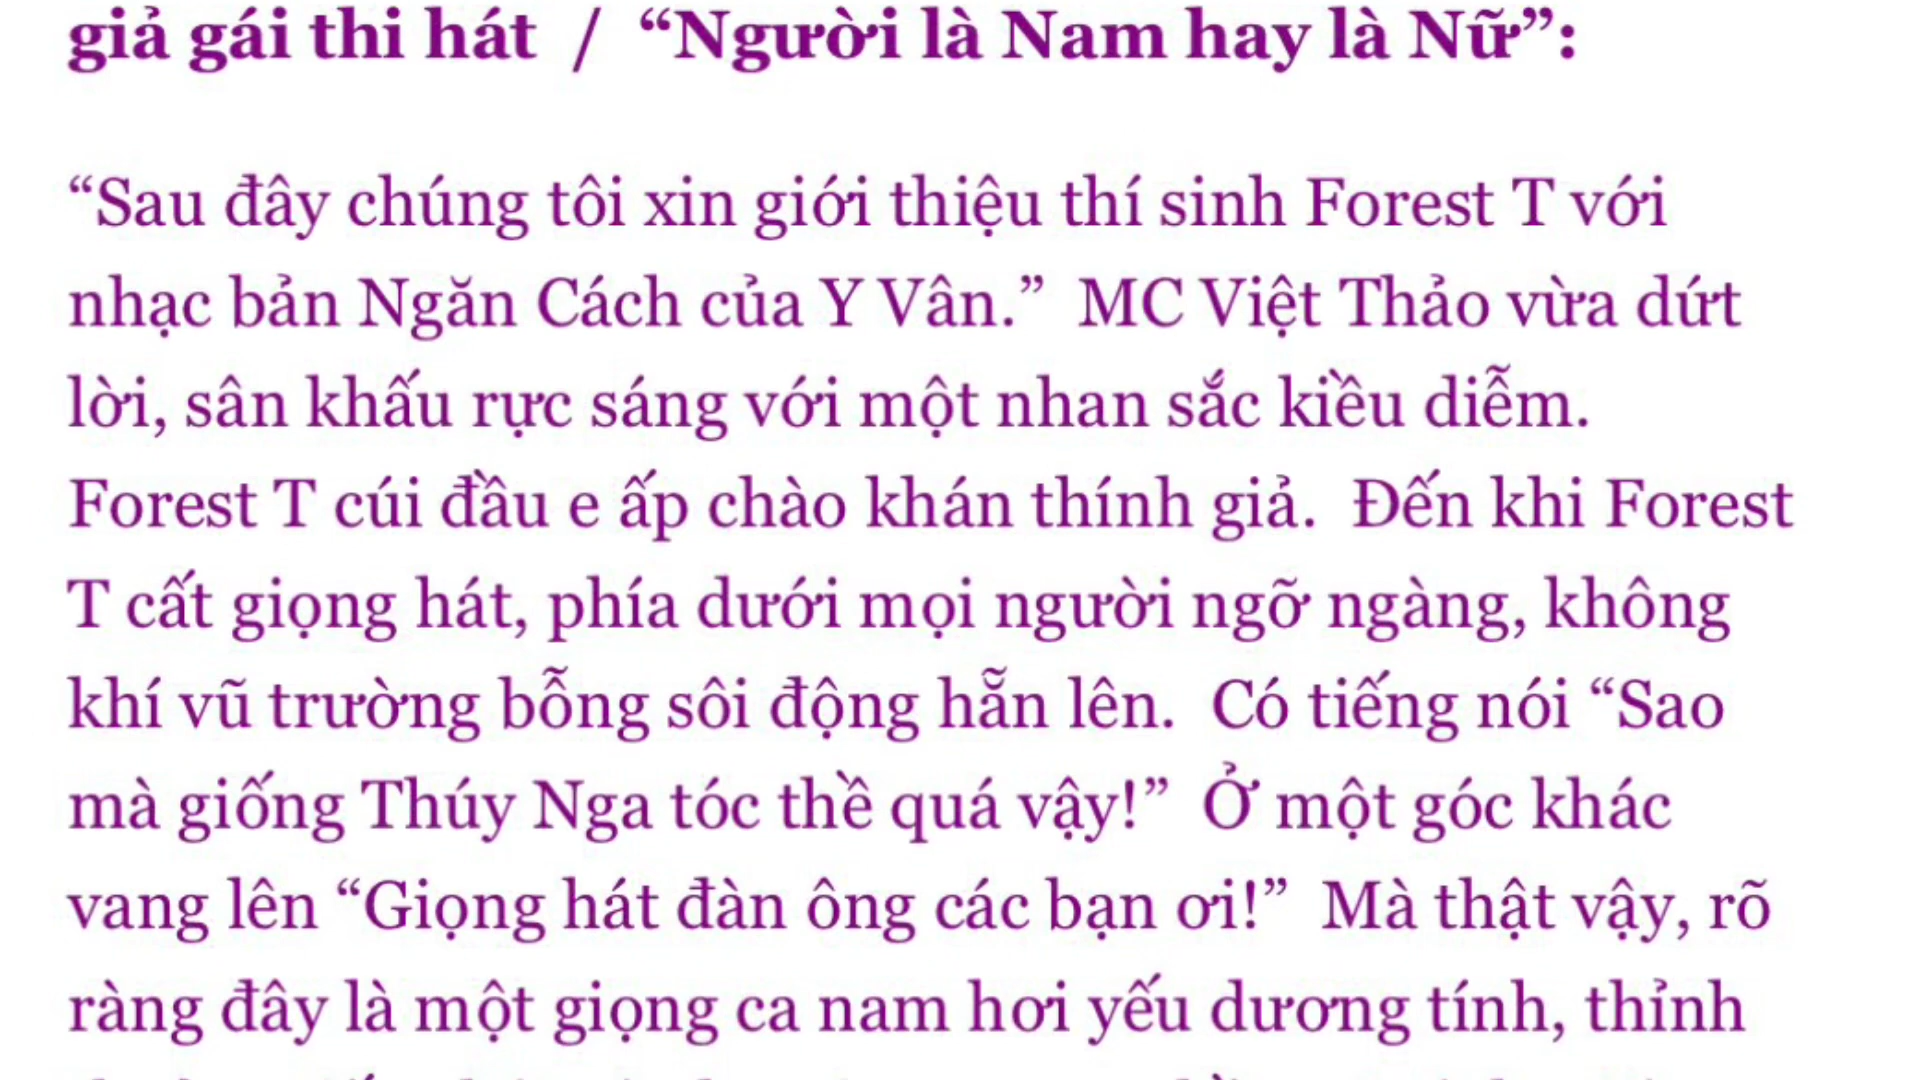 giả gái thi hát / “Người là Nam hay là Nữ”:
“Sau đây chúng tôi xin giới thiệu thí sinh Forest T với
nhạc bản Ngăn Cách của Y Vân.” MC Việt Thảo vừa dứt
lời, sân khấu rực sáng với một nhan sắc kiều diễm.
Forest T cúi đầu e ấp chào khán thính giả. Đến khi Forest
T cất giọng hát, phía dưới mọi người ngỡ ngàng, không
khí vũ trường bỗng sôi động hẵn lên. Có tiếng nói “Sao
mà giống Thúy Nga tóc thề quá vậy!” Ở một góc khác
vang lên “Giọng hát đàn ông các bạn ơi!” Mà thật vậy, rõ
ràng đây là một giọng ca nam hơi yếu dương tính, thỉnh